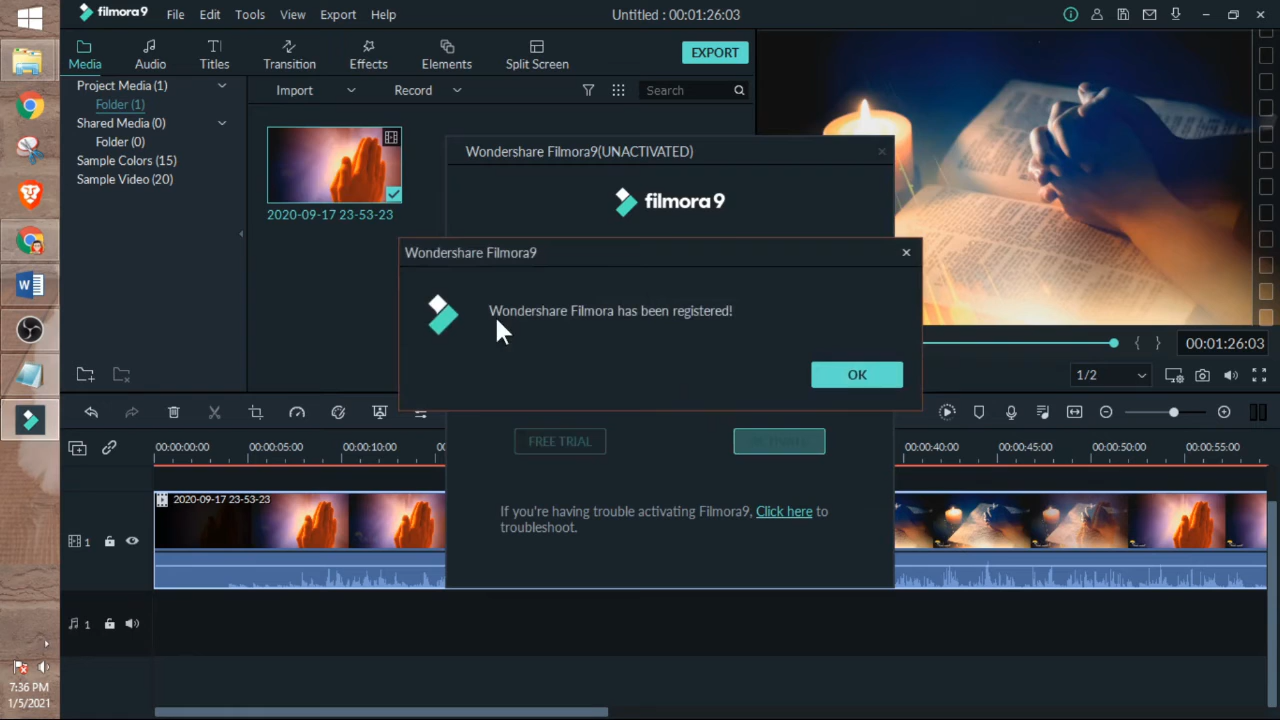 filmora9
File Edit Tools View Export Help
Untitled : 00:01:26:03
Media
Audio
Titles
Transition
Effects
Elements
Split Screen
EXPORT
Project Media (1)
Folder (1)
Shared Media (0)
Folder (0)
Sample Colors (15)
Sample Video (20)
Import
Record
Search
2020-09-17 23-53-23
Wondershare Filmora9(UNACTIVATED)
filmora9
Wondershare Filmora9
Wondershare Filmora has been registered!
OK
FREE TRIAL
If you're having trouble activating Filmora9, Click here to
troubleshoot.
00:01:26:03
1/2
00:00:00:00
00:00:05:00
00:00:10:00
00:00:40:00
00:00:45:00
00:00:50:00
00:00:55:00
2020-09-17 23-53-23
1
1
7:36 PM
1/5/2021